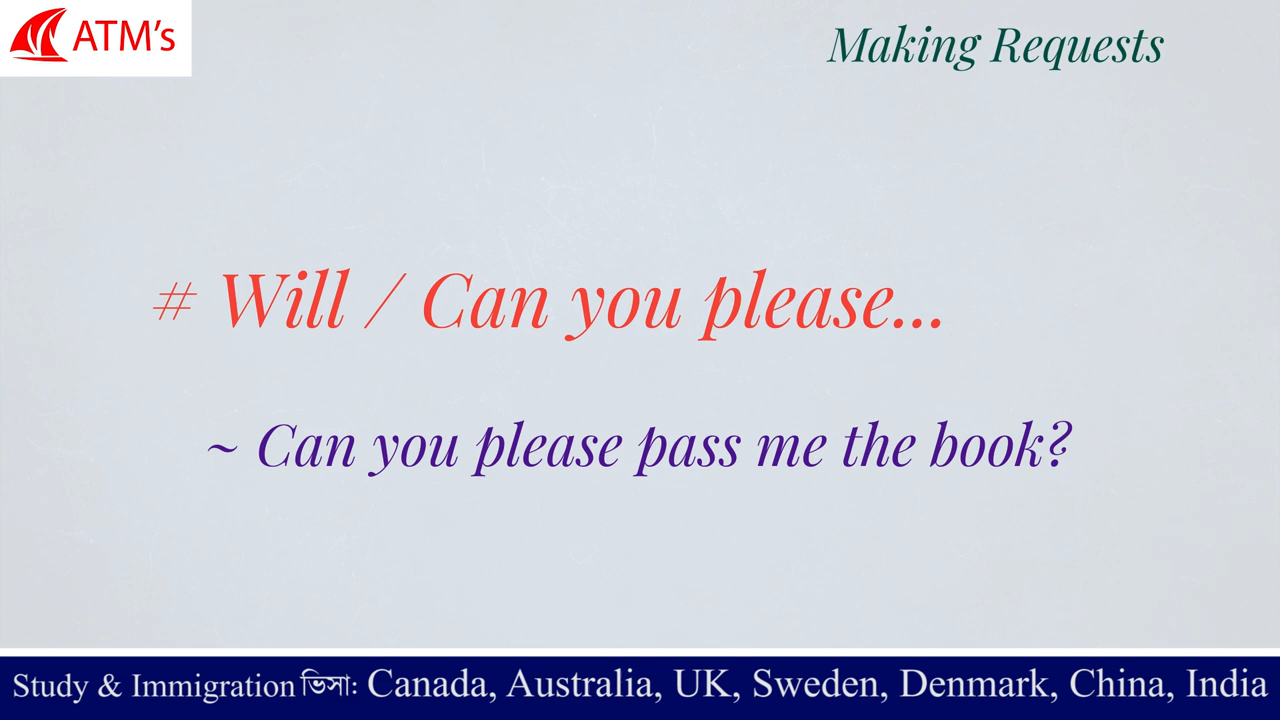 ATM's
Making Requests
# Will / Can you please...
~ Can you please pass me the book?
Study & Immigration ভিসাঃ Canada, Australia, UK, Sweden, Denmark, China, India